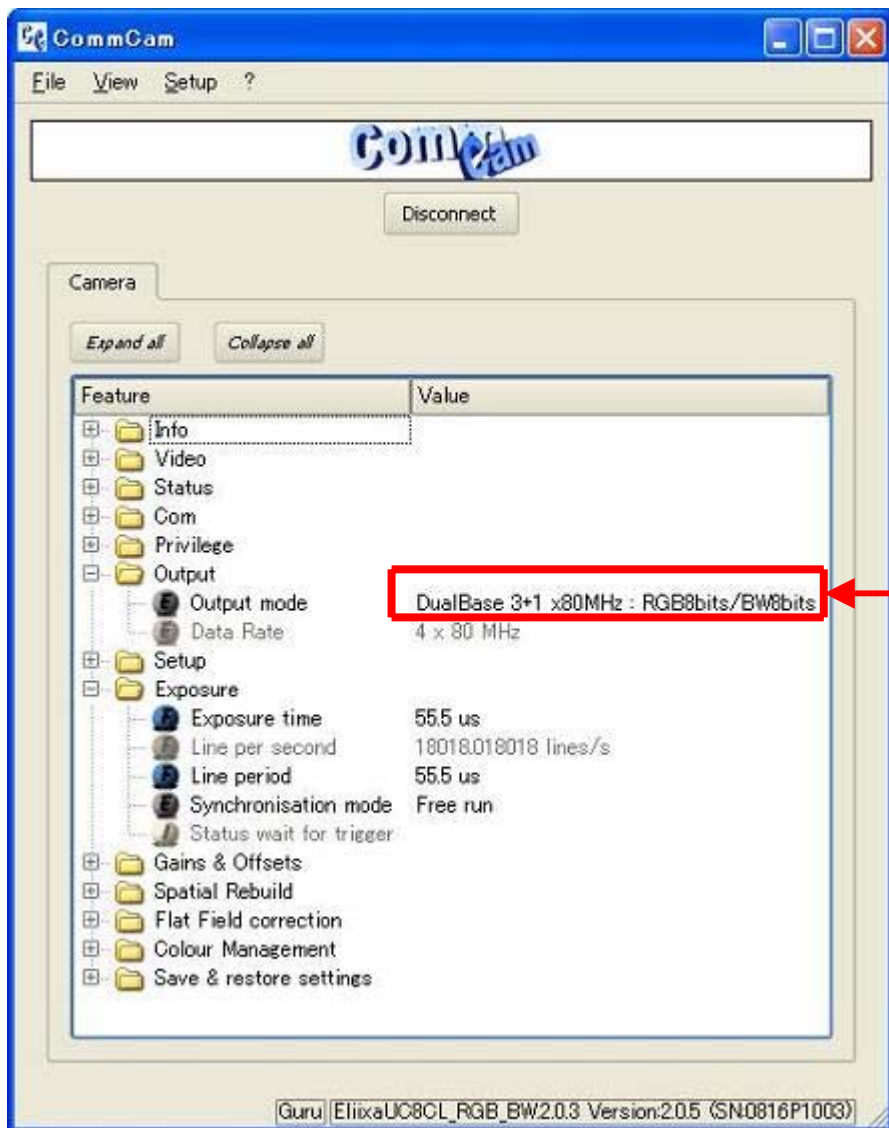 CommCam
File View Setup ?
CommCam
Disconnect
Camera
Expand all Collapse all
Feature Value
Info
Video
Status
Com
Privilege
Output
Output mode DualBase 3+1 x80MHz : RGB8bits/BW8bits
Data Rate 4 x 80 MHz
Setup
Exposure
Exposure time 55.5 us
Line per second 18018.018018 lines/s
Line period 55.5 us
Synchronisation mode Free run
Status wait for trigger
Gains & Offsets
Spatial Rebuild
Flat Field correction
Colour Management
Save & restore settings
Guru EliixaUC8CL_RGB_BW.2.0.3 Version:2.0.5 (SN:0816P1003)